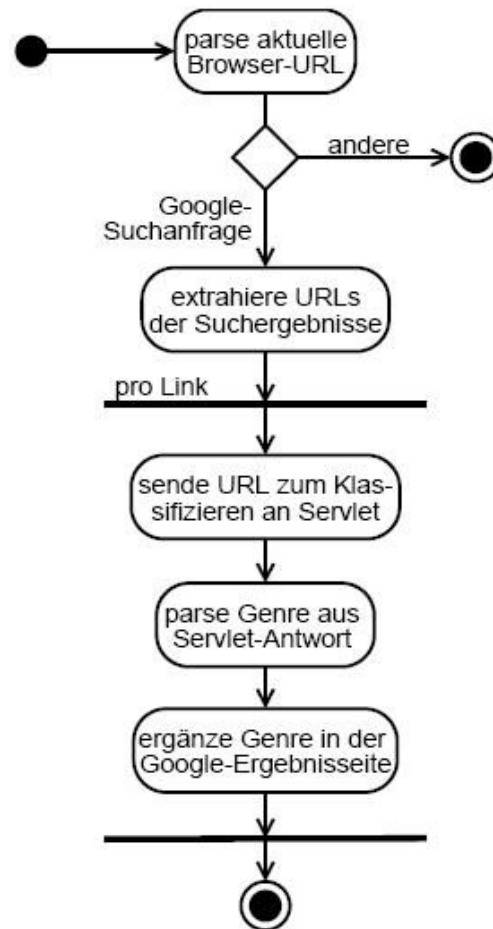 parse aktuelle
Browser-URL
andere
Google-
Suchanfrage
extrahiere URLs
der Suchergebnisse
pro Link
sende URL zum Klas-
sifizieren an Servlet
parse Genre aus
Servlet-Antwort
ergänze Genre in der
Google-Ergebnisseite